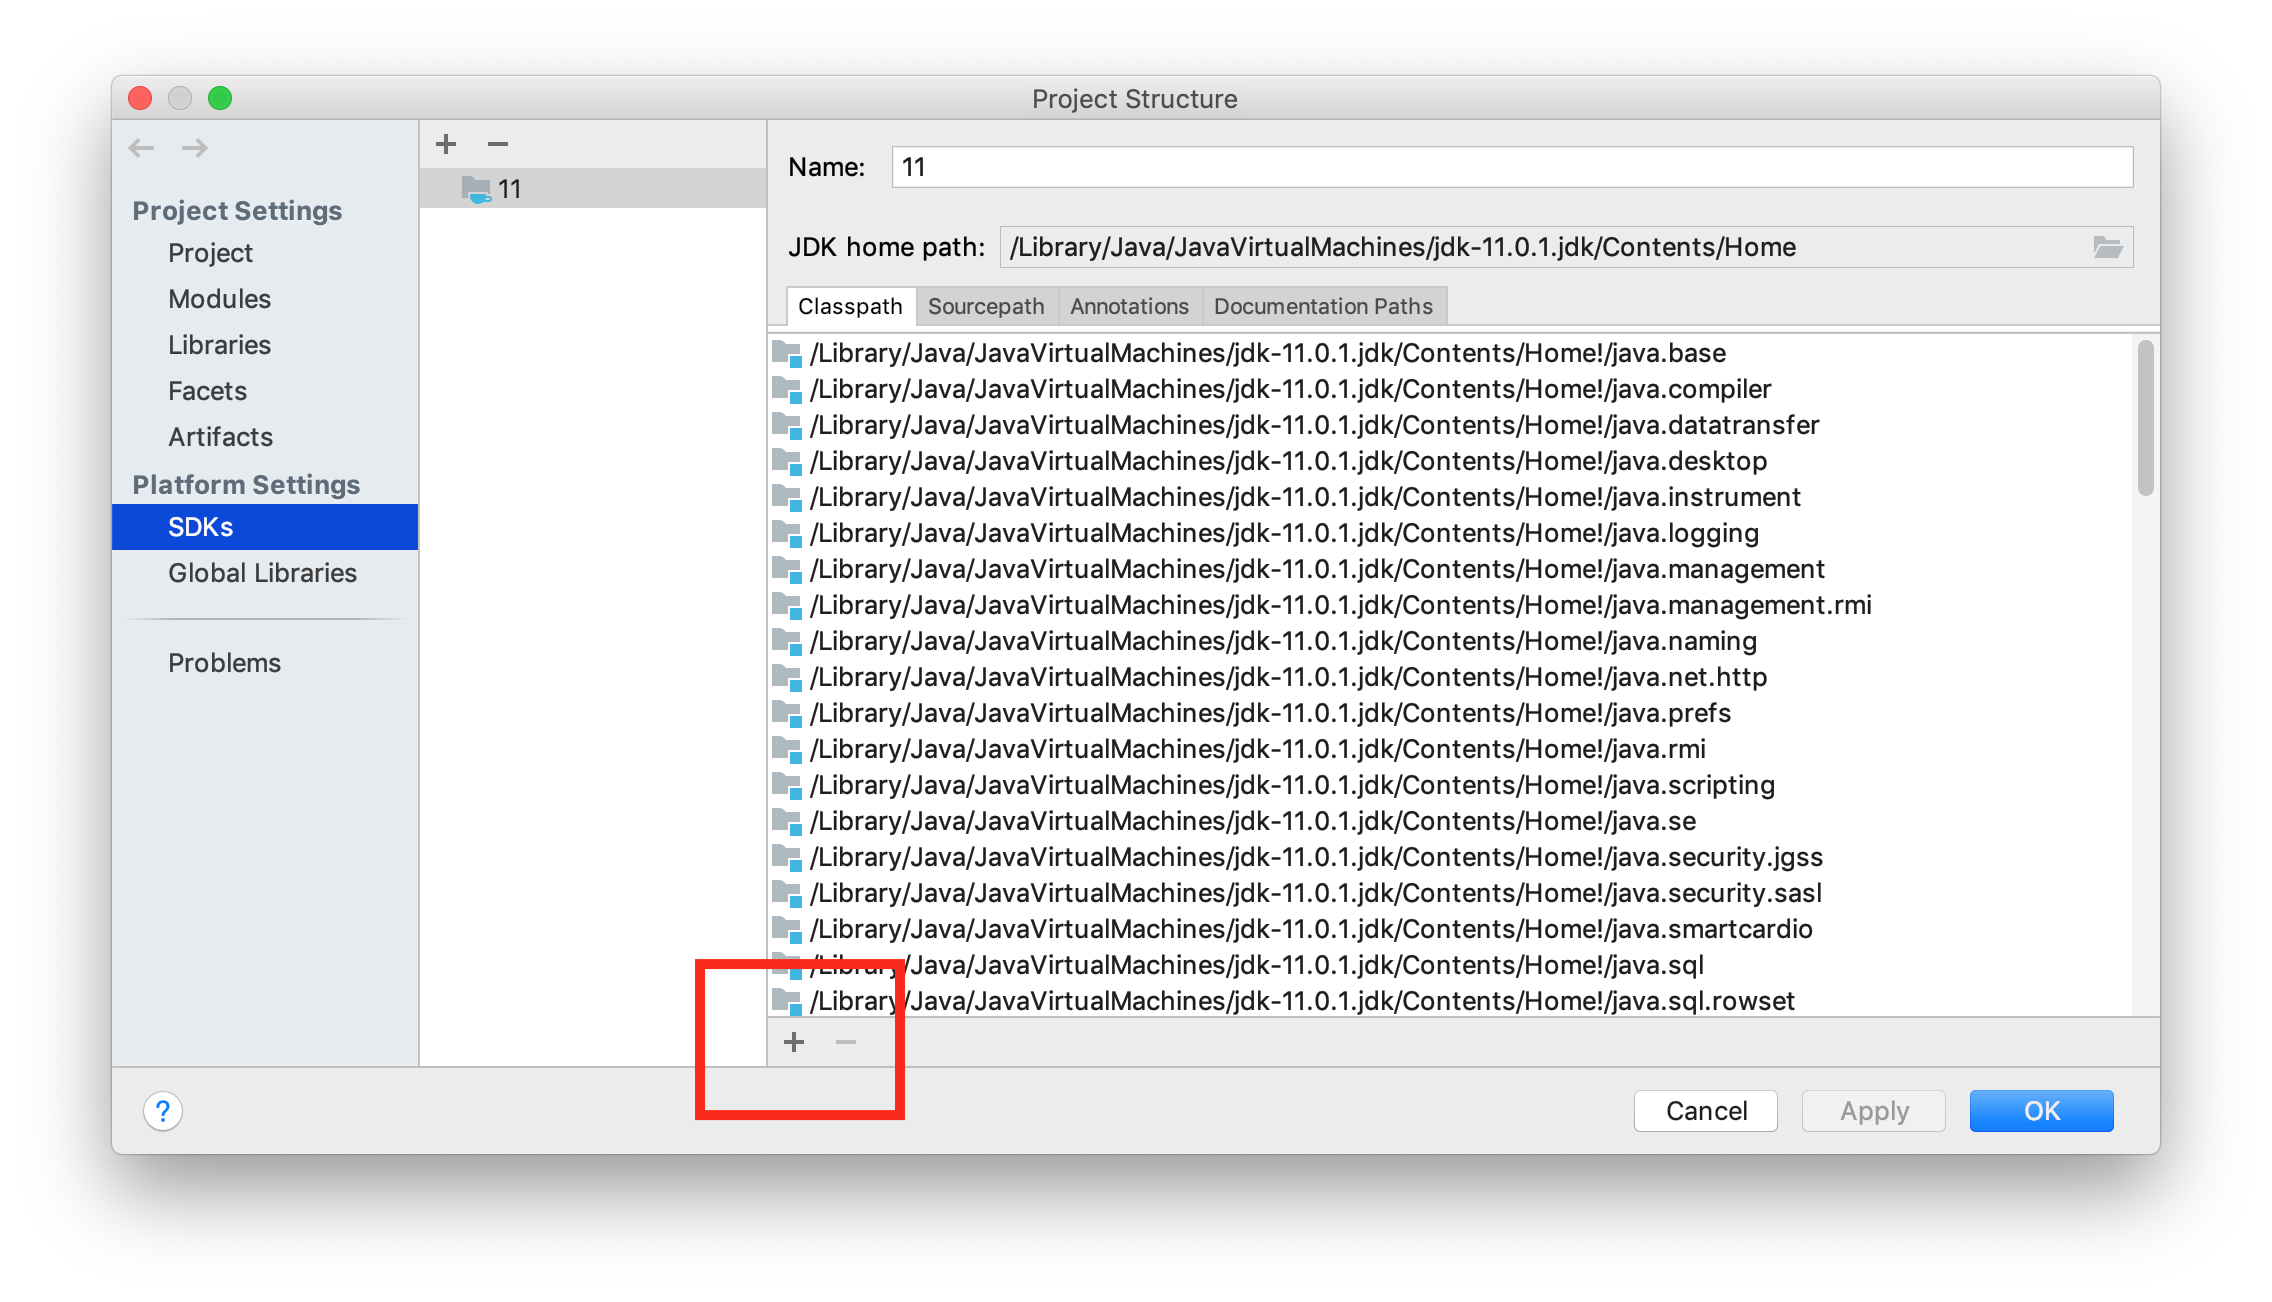 Project Structure
Project Settings
Project
Modules
Libraries
Facets
Artifacts
Platform Settings
SDKs
Global Libraries
Problems
11
Name: 11
JDK home path: /Library/Java/JavaVirtualMachines/jdk-11.0.1.jdk/Contents/Home
Classpath Sourcepath Annotations Documentation Paths
/Library/Java/JavaVirtualMachines/jdk-11.0.1.jdk/Contents/Home!/java.base
/Library/Java/JavaVirtualMachines/jdk-11.0.1.jdk/Contents/Home!/java.compiler
/Library/Java/JavaVirtualMachines/jdk-11.0.1.jdk/Contents/Home!/java.datatransfer
/Library/Java/JavaVirtualMachines/jdk-11.0.1.jdk/Contents/Home!/java.desktop
/Library/Java/JavaVirtualMachines/jdk-11.0.1.jdk/Contents/Home!/java.instrument
/Library/Java/JavaVirtualMachines/jdk-11.0.1.jdk/Contents/Home!/java.logging
/Library/Java/JavaVirtualMachines/jdk-11.0.1.jdk/Contents/Home!/java.management
/Library/Java/JavaVirtualMachines/jdk-11.0.1.jdk/Contents/Home!/java.management.rmi
/Library/Java/JavaVirtualMachines/jdk-11.0.1.jdk/Contents/Home!/java.naming
/Library/Java/JavaVirtualMachines/jdk-11.0.1.jdk/Contents/Home!/java.net.http
/Library/Java/JavaVirtualMachines/jdk-11.0.1.jdk/Contents/Home!/java.prefs
/Library/Java/JavaVirtualMachines/jdk-11.0.1.jdk/Contents/Home!/java.rmi
/Library/Java/JavaVirtualMachines/jdk-11.0.1.jdk/Contents/Home!/java.scripting
/Library/Java/JavaVirtualMachines/jdk-11.0.1.jdk/Contents/Home!/java.se
/Library/Java/JavaVirtualMachines/jdk-11.0.1.jdk/Contents/Home!/java.security.jgss
/Library/Java/JavaVirtualMachines/jdk-11.0.1.jdk/Contents/Home!/java.security.sasl
/Library/Java/JavaVirtualMachines/jdk-11.0.1.jdk/Contents/Home!/java.smartcardio
/Library/Java/JavaVirtualMachines/jdk-11.0.1.jdk/Contents/Home!/java.sql
/Library/Java/JavaVirtualMachines/jdk-11.0.1.jdk/Contents/Home!/java.sql.rowset
? Cancel Apply OK